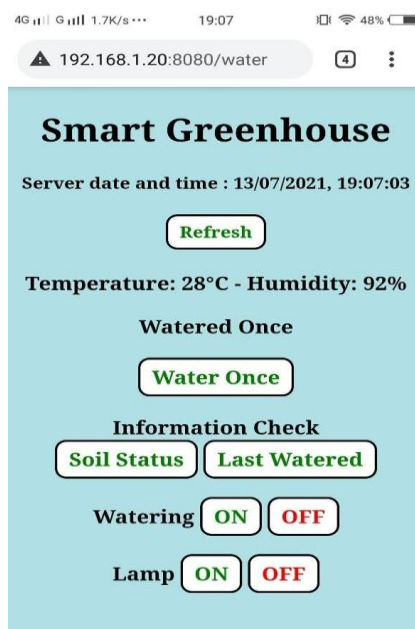 4G G 1.7K/s ••• 19:07 48%
192.168.1.20:8080/water 4
Smart Greenhouse
Server date and time : 13/07/2021, 19:07:03
Refresh
Temperature: 28°C - Humidity: 92%
Watered Once
Water Once
Information Check
Soil Status Last Watered
Watering ON OFF
Lamp ON OFF